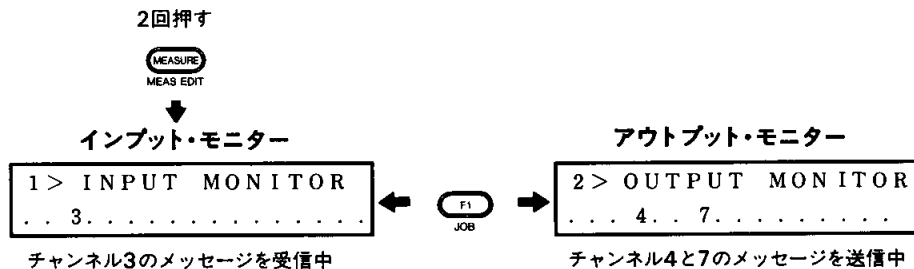 2回押す
MEASURE
MEAS EDIT
インプット・モニター
1> INPUT MONITOR
. . 3. . . . . . . . . . . . .
チャンネル3のメッセージを受信中
F1
JOB
アウトプット・モニター
2> OUTPUT MONITOR
. . . 4. . 7. . . . . . . . .
チャンネル4と7のメッセージを送信中